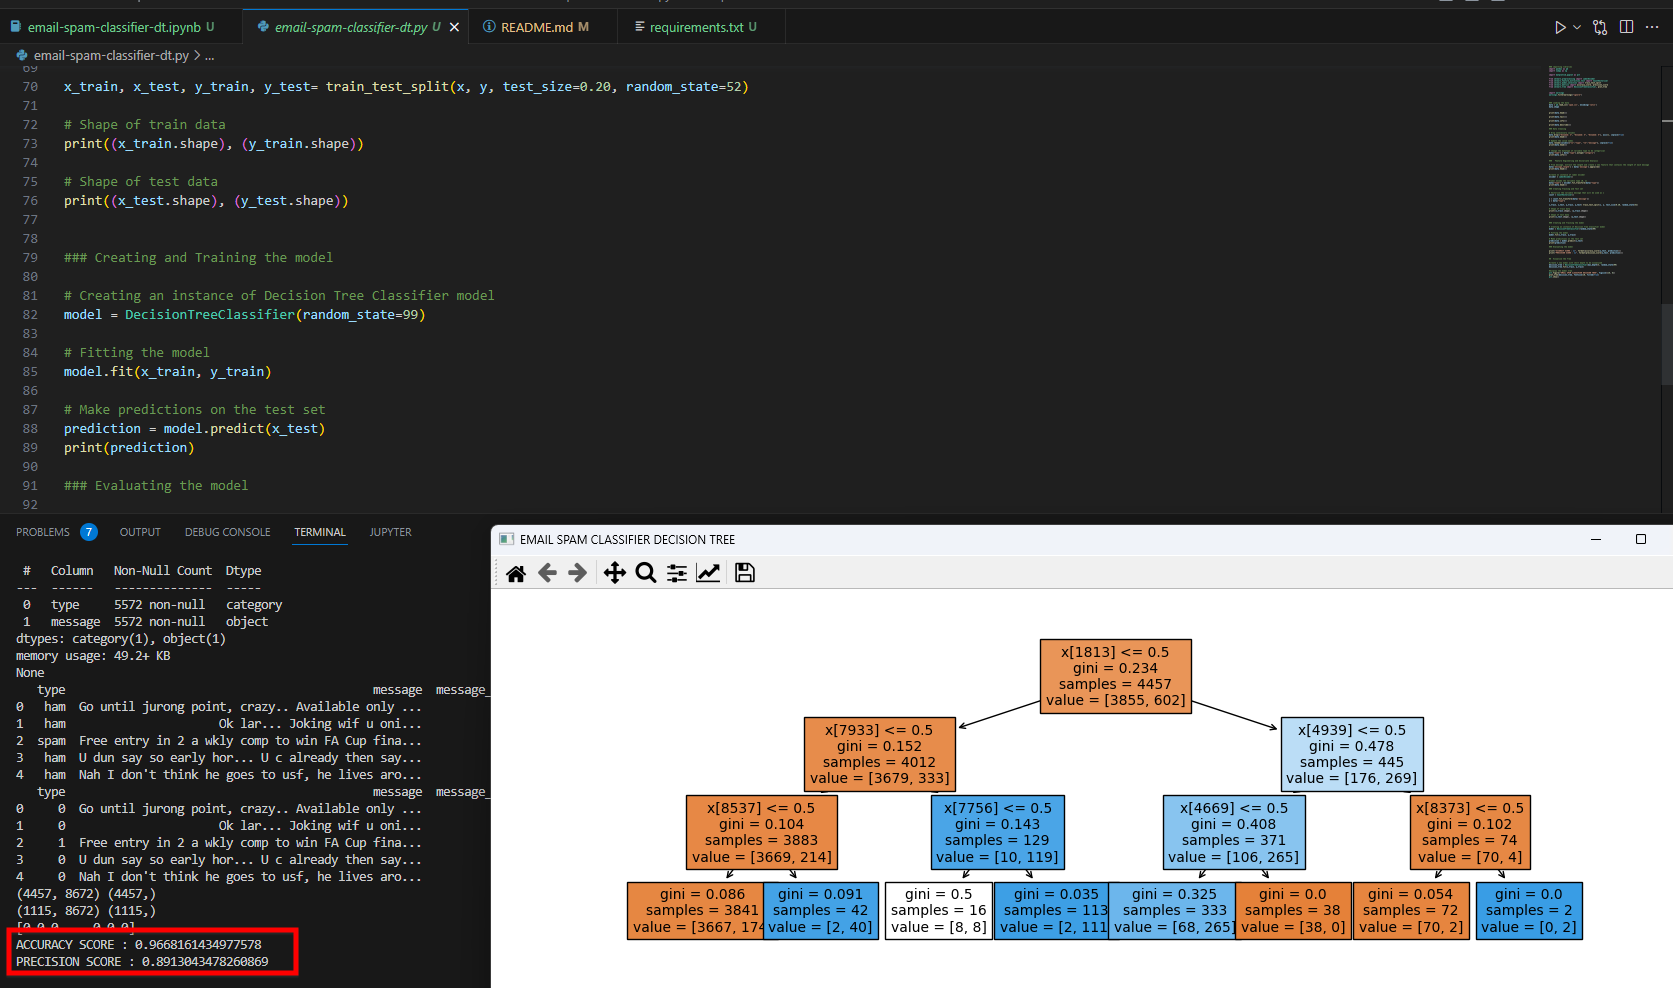 email-spam-classifier-dt.ipynb U
email-spam-classifier-dt.py U
README.md M
requirements.txt U
email-spam-classifier-dt.py > ...
69
70 x_train, x_test, y_train, y_test= train_test_split(x, y, test_size=0.20, random_state=52)
71
72 # Shape of train data
73 print((x_train.shape), (y_train.shape))
74
75 # Shape of test data
76 print((x_test.shape), (y_test.shape))
77
78
79 ### Creating and Training the model
80
81 # Creating an instance of Decision Tree Classifier model
82 model = DecisionTreeClassifier(random_state=99)
83
84 # Fitting the model
85 model.fit(x_train, y_train)
86
87 # Make predictions on the test set
88 prediction = model.predict(x_test)
89 print(prediction)
90
91 ### Evaluating the model
92
PROBLEMS 7 OUTPUT DEBUG CONSOLE TERMINAL JUPYTER
# Column Non-Null Count Dtype
--- ------ -------------- -----
0 type 5572 non-null category
1 message 5572 non-null object
dtypes: category(1), object(1)
memory usage: 49.2+ KB
None
type message message_
0 ham Go until jurong point, crazy.. Available only ...
1 ham Ok lar... Joking wif u oni...
2 spam Free entry in 2 a wkly comp to win FA Cup fina...
3 ham U dun say so early hor... U c already then say...
4 ham Nah I don't think he goes to usf, he lives aro...
type message message_
0 0 Go until jurong point, crazy.. Available only ...
1 0 Ok lar... Joking wif u oni...
2 1 Free entry in 2 a wkly comp to win FA Cup fina...
3 0 U dun say so early hor... U c already then say...
4 0 Nah I don't think he goes to usf, he lives aro...
(4457, 8672) (4457,)
(1115, 8672) (1115,)
[0 0 0 ... 0 0 0]
ACCURACY SCORE : 0.9668161434977578
PRECISION SCORE : 0.8913043478260869
EMAIL SPAM CLASSIFIER DECISION TREE
x[1813] <= 0.5
gini = 0.234
samples = 4457
value = [3855, 602]
x[7933] <= 0.5
gini = 0.152
samples = 4012
value = [3679, 333]
x[4939] <= 0.5
gini = 0.478
samples = 445
value = [176, 269]
x[8537] <= 0.5
gini = 0.104
samples = 3883
value = [3669, 214]
x[7756] <= 0.5
gini = 0.143
samples = 129
value = [10, 119]
x[4669] <= 0.5
gini = 0.408
samples = 371
value = [106, 265]
x[8373] <= 0.5
gini = 0.102
samples = 74
value = [70, 4]
gini = 0.086
samples = 3841
value = [3667, 174
gini = 0.091
samples = 42
value = [2, 40]
gini = 0.5
samples = 16
value = [8, 8]
gini = 0.035
samples = 113
value = [2, 111
gini = 0.325
samples = 333
value = [68, 265]
gini = 0.0
samples = 38
value = [38, 0]
gini = 0.054
samples = 72
value = [70, 2]
gini = 0.0
samples = 2
value = [0, 2]